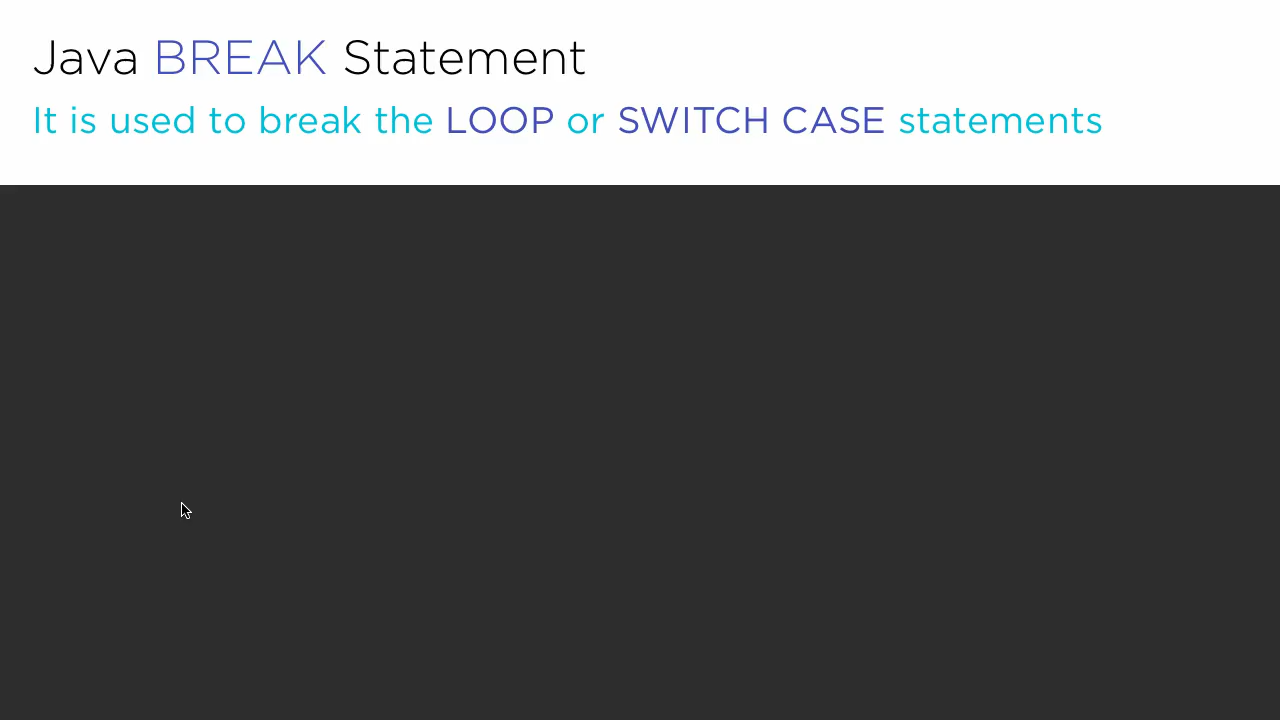 Java BREAK Statement
It is used to break the LOOP or SWITCH CASE statements